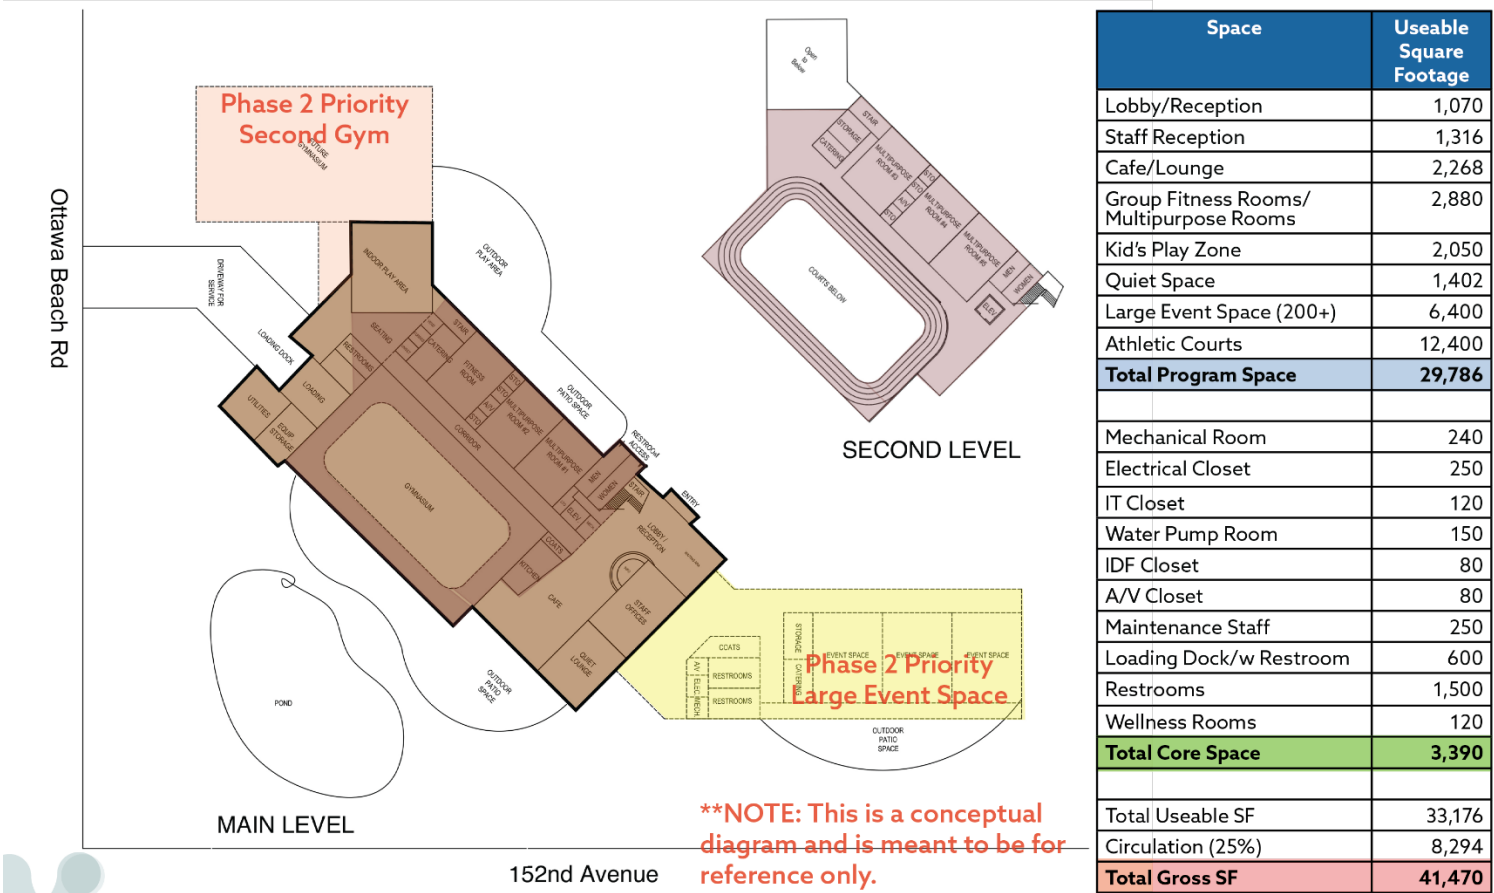 Phase 2 Priority
Second Gym
FUTURE
GYMNASIUM
Ottawa Beach Rd
DRIVEWAY FOR
SERVICE
LOADING DOCK
INDOOR PLAY AREA
OUTDOOR
PLAY AREA
SEATING
RESTROOMS
LOADING
UTILITIES
EQUIP
STORAGE
STAIR
CATERING
FITNESS
ROOM
STO
STO
A/V
STO
MULTIPURPOSE
ROOM #2
MULTIPURPOSE
ROOM #1
CORRIDOR
GYMNASIUM
OUTDOOR
PATIO SPACE
RESTROOM
ACCESS
MEN
WOMEN
STAIR
ELEV
ENTRY
LOBBY /
RECEPTION
COATS
KITCHEN
CAFE
STAFF
OFFICES
QUIET
LOUNGE
OUTDOOR
PATIO
SPACE
POND
MAIN LEVEL
COATS
A/V
ELEC
MECH.
RESTROOMS
RESTROOMS
STORAGE
CATERING
EVENT SPACE
EVENT SPACE
EVENT SPACE
Phase 2 Priority
Large Event Space
OUTDOOR
PATIO
SPACE
152nd Avenue
**NOTE: This is a conceptual
diagram and is meant to be for
reference only.
Open
to
Below
STAIR
STORAGE
CATERING
MULTIPURPOSE
ROOM #3
STO
STO
A/V
STO
MULTIPURPOSE
ROOM #4
MULTIPURPOSE
ROOM #5
MEN
WOMEN
ELEV
COURTS BELOW
SECOND LEVEL
Space Useable
Square
Footage
Lobby/Reception 1,070
Staff Reception 1,316
Cafe/Lounge 2,268
Group Fitness Rooms/ 2,880
Multipurpose Rooms
Kid's Play Zone 2,050
Quiet Space 1,402
Large Event Space (200+) 6,400
Athletic Courts 12,400
Total Program Space 29,786
Mechanical Room 240
Electrical Closet 250
IT Closet 120
Water Pump Room 150
IDF Closet 80
A/V Closet 80
Maintenance Staff 250
Loading Dock/w Restroom 600
Restrooms 1,500
Wellness Rooms 120
Total Core Space 3,390
Total Useable SF 33,176
Circulation (25%) 8,294
Total Gross SF 41,470